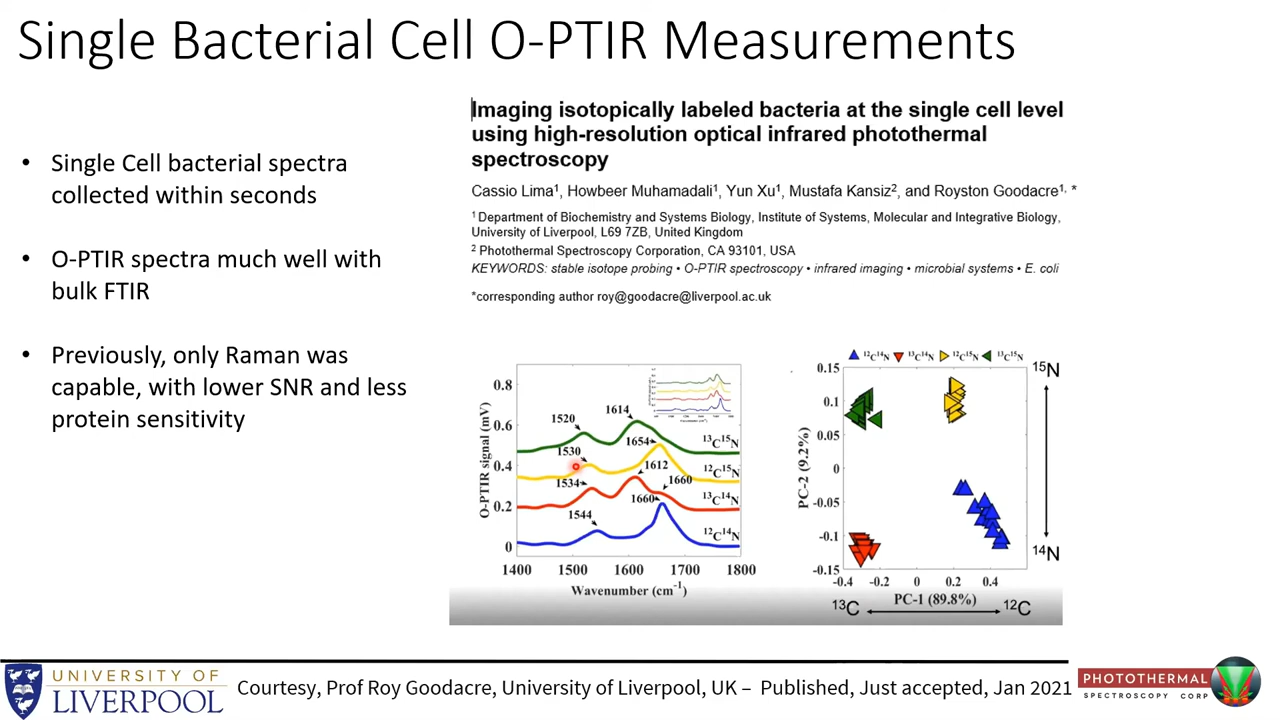 Single Bacterial Cell O-PTIR Measurements
• Single Cell bacterial spectra
collected within seconds
• O-PTIR spectra much well with
bulk FTIR
• Previously, only Raman was
capable, with lower SNR and less
protein sensitivity
Imaging isotopically labeled bacteria at the single cell level
using high-resolution optical infrared photothermal
spectroscopy
Cassio Lima¹, Howbeer Muhamadali¹, Yun Xu¹, Mustafa Kansiz², and Royston Goodacre¹, *
¹ Department of Biochemistry and Systems Biology, Institute of Systems, Molecular and Integrative Biology,
University of Liverpool, L69 7ZB, United Kingdom
² Photothermal Spectroscopy Corporation, CA 93101, USA
KEYWORDS: stable isotope probing • O-PTIR spectroscopy • infrared imaging • microbial systems • E. coli
*corresponding author roy@goodacre@liverpool.ac.uk
O-PTIR signal (mV)
0.8
0.6
0.4
0.2
0
1520
1614
¹³C¹⁵N
1530
1654
¹²C¹⁵N
1534
1612
1660
¹³C¹⁴N
1544
1660
¹²C¹⁴N
1400 1500 1600 1700 1800
Wavenumber (cm⁻¹)
¹²C¹⁴N ¹³C¹⁴N ¹²C¹⁵N ¹³C¹⁵N
PC-2 (9.2%)
0.15
0.1
0.05
0
-0.05
-0.1
-0.15
¹⁵N
¹⁴N
-0.4 -0.2 0 0.2 0.4
PC-1 (89.8%)
¹³C ¹²C
UNIVERSITY OF
LIVERPOOL
Courtesy, Prof Roy Goodacre, University of Liverpool, UK – Published, Just accepted, Jan 2021
PHOTOTHERMAL
SPECTROSCOPY CORP